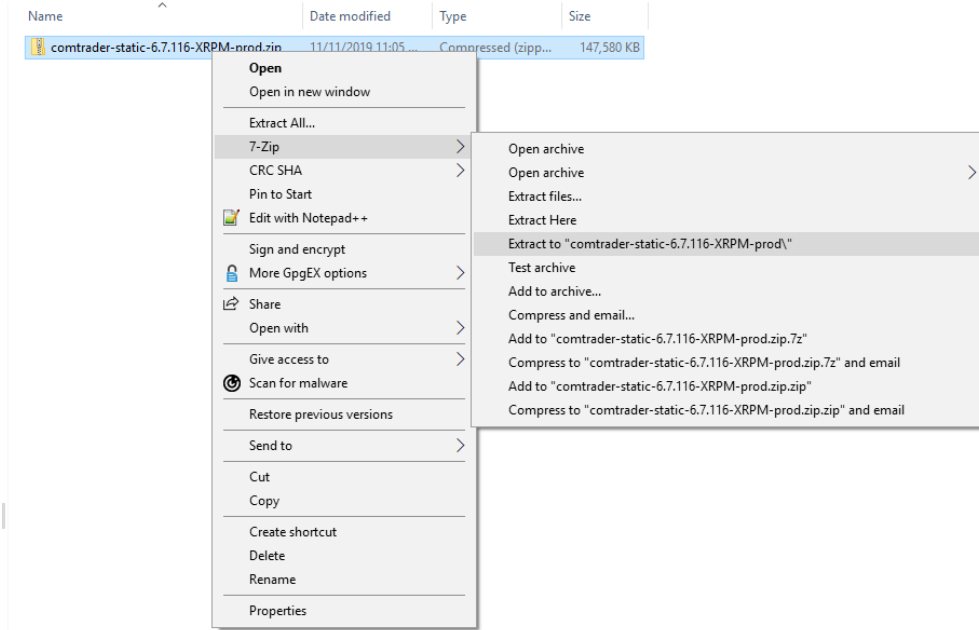 Name Date modified Type Size
comtrader-static-6.7.116-XRPM-prod.zip 11/11/2019 11:05 ... Compressed (zipp... 147,580 KB
Open
Open in new window
Extract All...
7-Zip
CRC SHA
Pin to Start
Edit with Notepad++
Sign and encrypt
More GpgEX options
Share
Open with
Give access to
Scan for malware
Restore previous versions
Send to
Cut
Copy
Create shortcut
Delete
Rename
Properties
Open archive
Open archive
Extract files...
Extract Here
Extract to "comtrader-static-6.7.116-XRPM-prod\"
Test archive
Add to archive...
Compress and email...
Add to "comtrader-static-6.7.116-XRPM-prod.zip.7z"
Compress to "comtrader-static-6.7.116-XRPM-prod.zip.7z" and email
Add to "comtrader-static-6.7.116-XRPM-prod.zip.zip"
Compress to "comtrader-static-6.7.116-XRPM-prod.zip.zip" and email